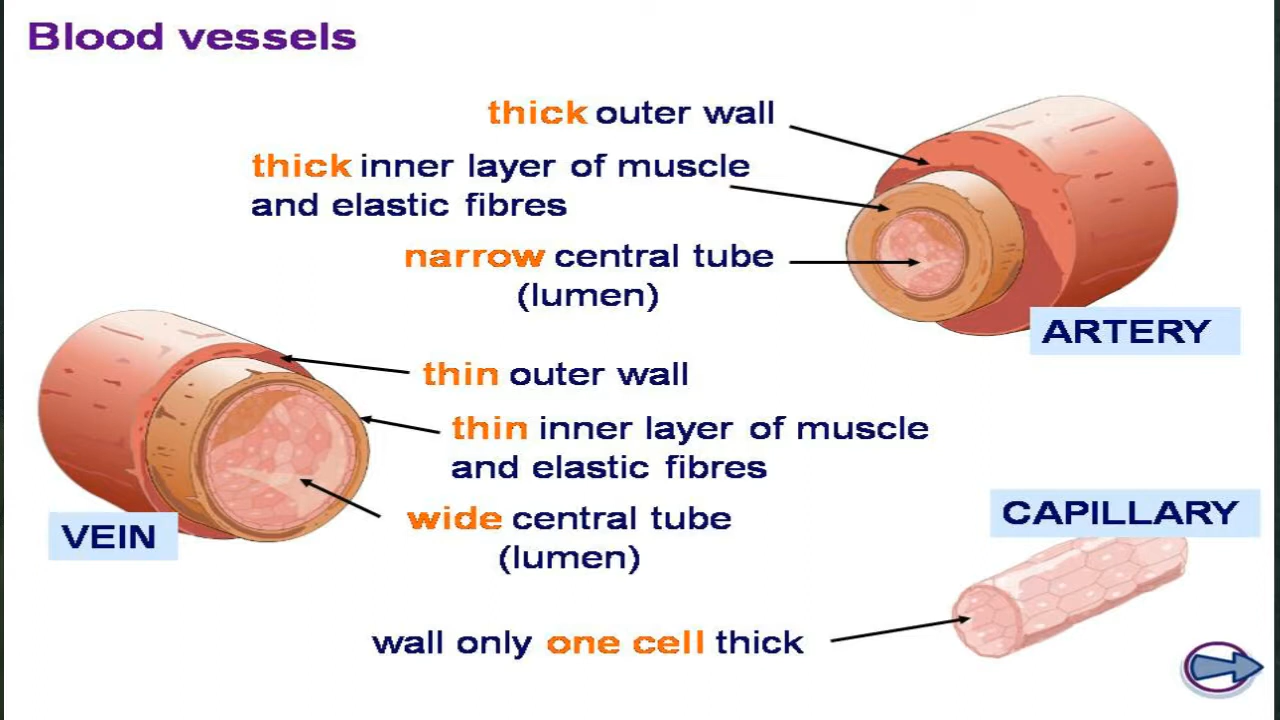 Blood vessels
thick outer wall
thick inner layer of muscle
and elastic fibres
narrow central tube
(lumen)
ARTERY
thin outer wall
thin inner layer of muscle
and elastic fibres
wide central tube
(lumen)
VEIN
CAPILLARY
wall only one cell thick